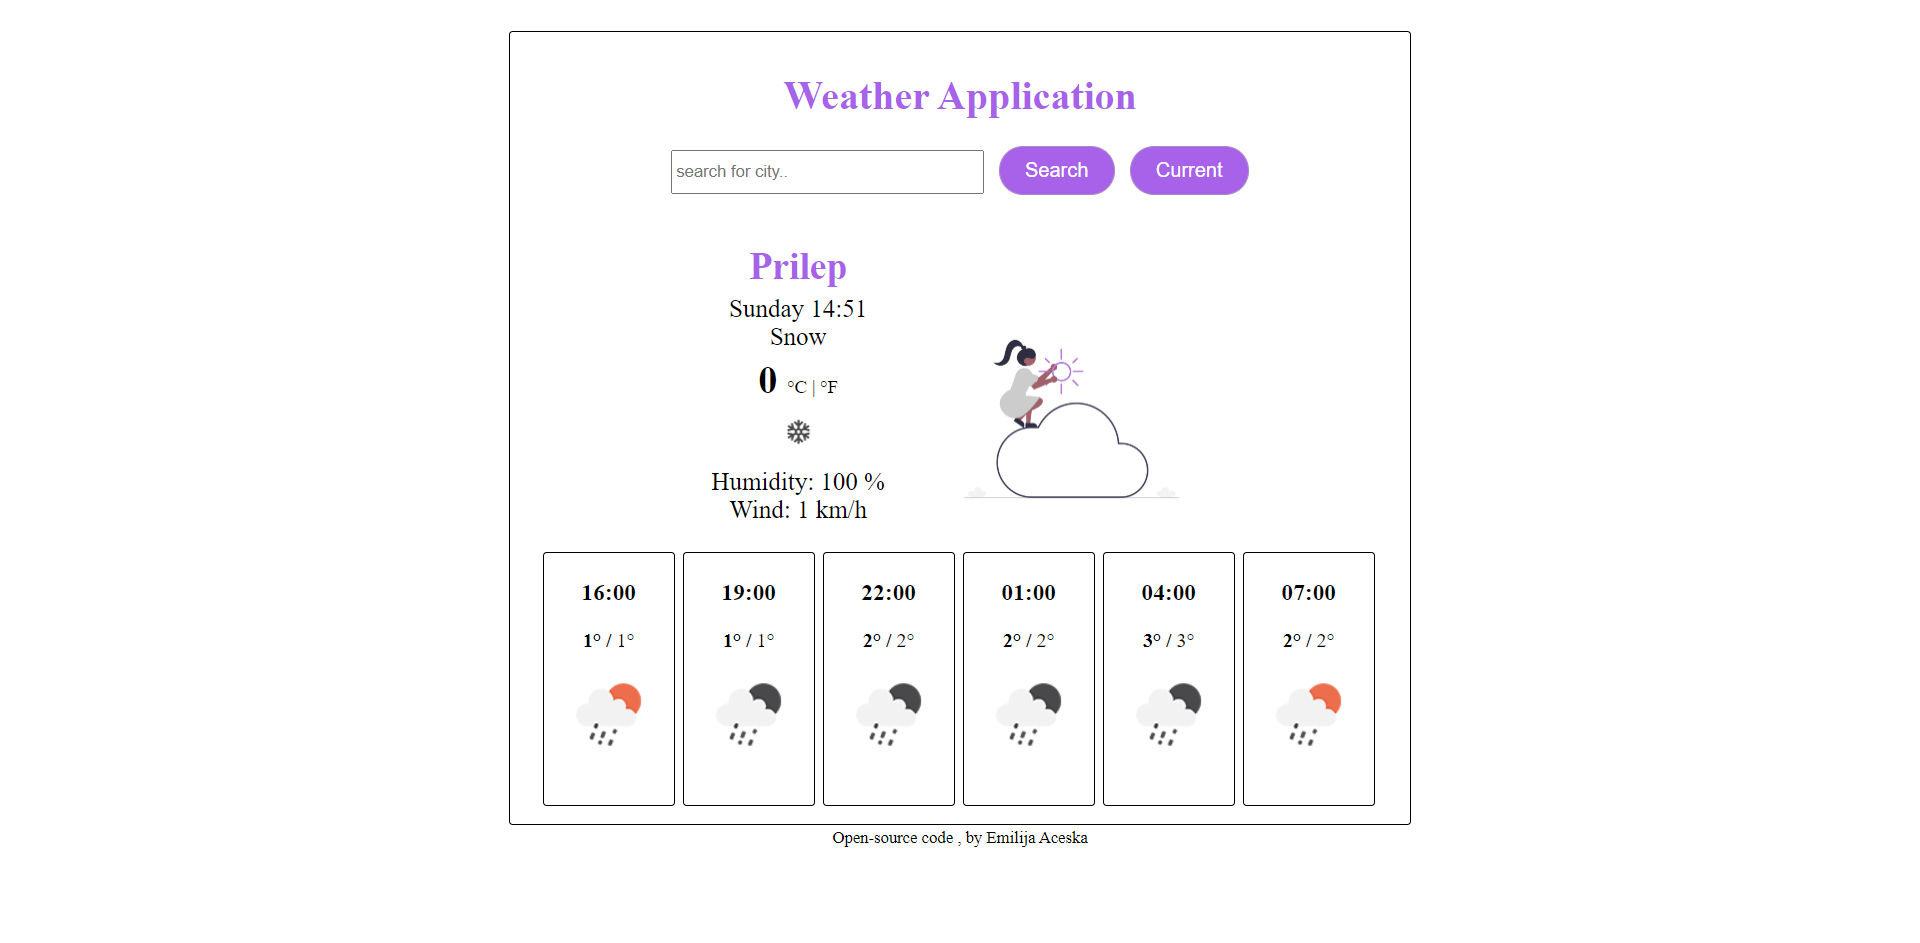 Weather Application
search for city.. Search Current
Prilep
Sunday 14:51
Snow
0 °C | °F
Humidity: 100 %
Wind: 1 km/h
16:00 19:00 22:00 01:00 04:00 07:00
1° / 1° 1° / 1° 2° / 2° 2° / 2° 3° / 3° 2° / 2°
Open-source code , by Emilija Aceska